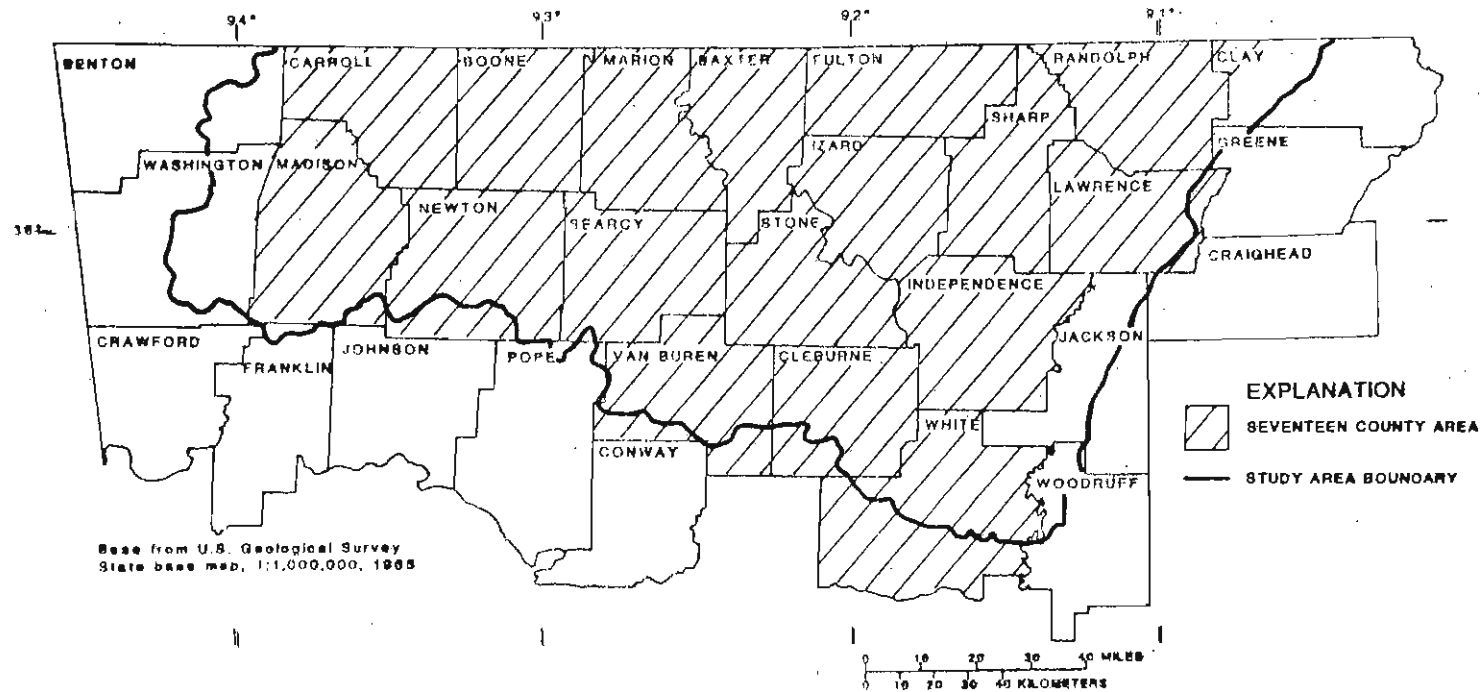 94° 93° 92° 91°
BENTON CARROLL BOONE MARION BAXTER FULTON RANDOLPH CLAY
SHARP
WASHINGTON MADISON IZARD GREENE
LAWRENCE
NEWTON SEARCY STONE
36°
CRAIGHEAD
INDEPENDENCE
CRAWFORD FRANKLIN JOHNSON POPE VAN BUREN CLEBURNE JACKSON
EXPLANATION
SEVENTEEN COUNTY AREA
WHITE
CONWAY
WOODRUFF
STUDY AREA BOUNDARY
Base from U.S. Geological Survey
State base map, 1:1,000,000, 1965
0 10 20 30 40 MILES
0 10 20 30 40 KILOMETERS